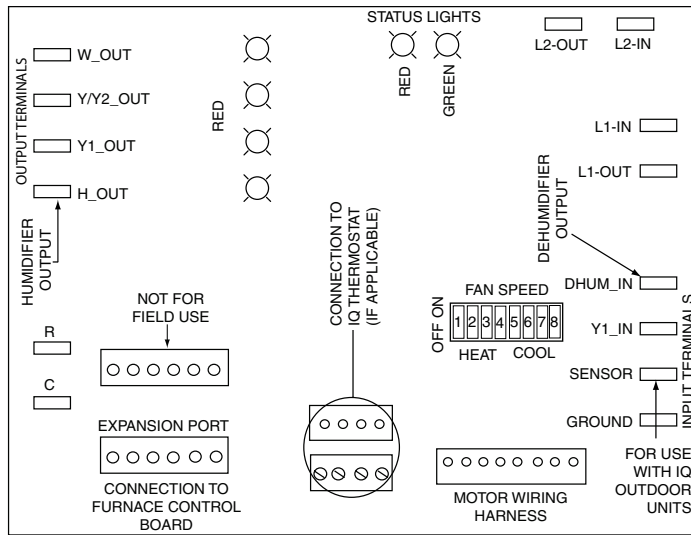 STATUS LIGHTS
RED
GREEN
L2-OUT
L2-IN
OUTPUT TERMINALS
W_OUT
Y/Y2_OUT
Y1_OUT
H_OUT
RED
HUMIDIFIER
OUTPUT
L1-IN
L1-OUT
DEHUMIDIFIER
OUTPUT
CONNECTION TO
IQ THERMOSTAT
(IF APPLICABLE)
DHUM_IN
Y1_IN
SENSOR
GROUND
INPUT TERMINALS
FAN SPEED
OFF ON
1 2 3 4 5 6 7 8
HEAT
COOL
NOT FOR
FIELD USE
R
C
EXPANSION PORT
CONNECTION TO
FURNACE CONTROL
BOARD
MOTOR WIRING
HARNESS
FOR USE
WITH IQ
OUTDOOR
UNITS